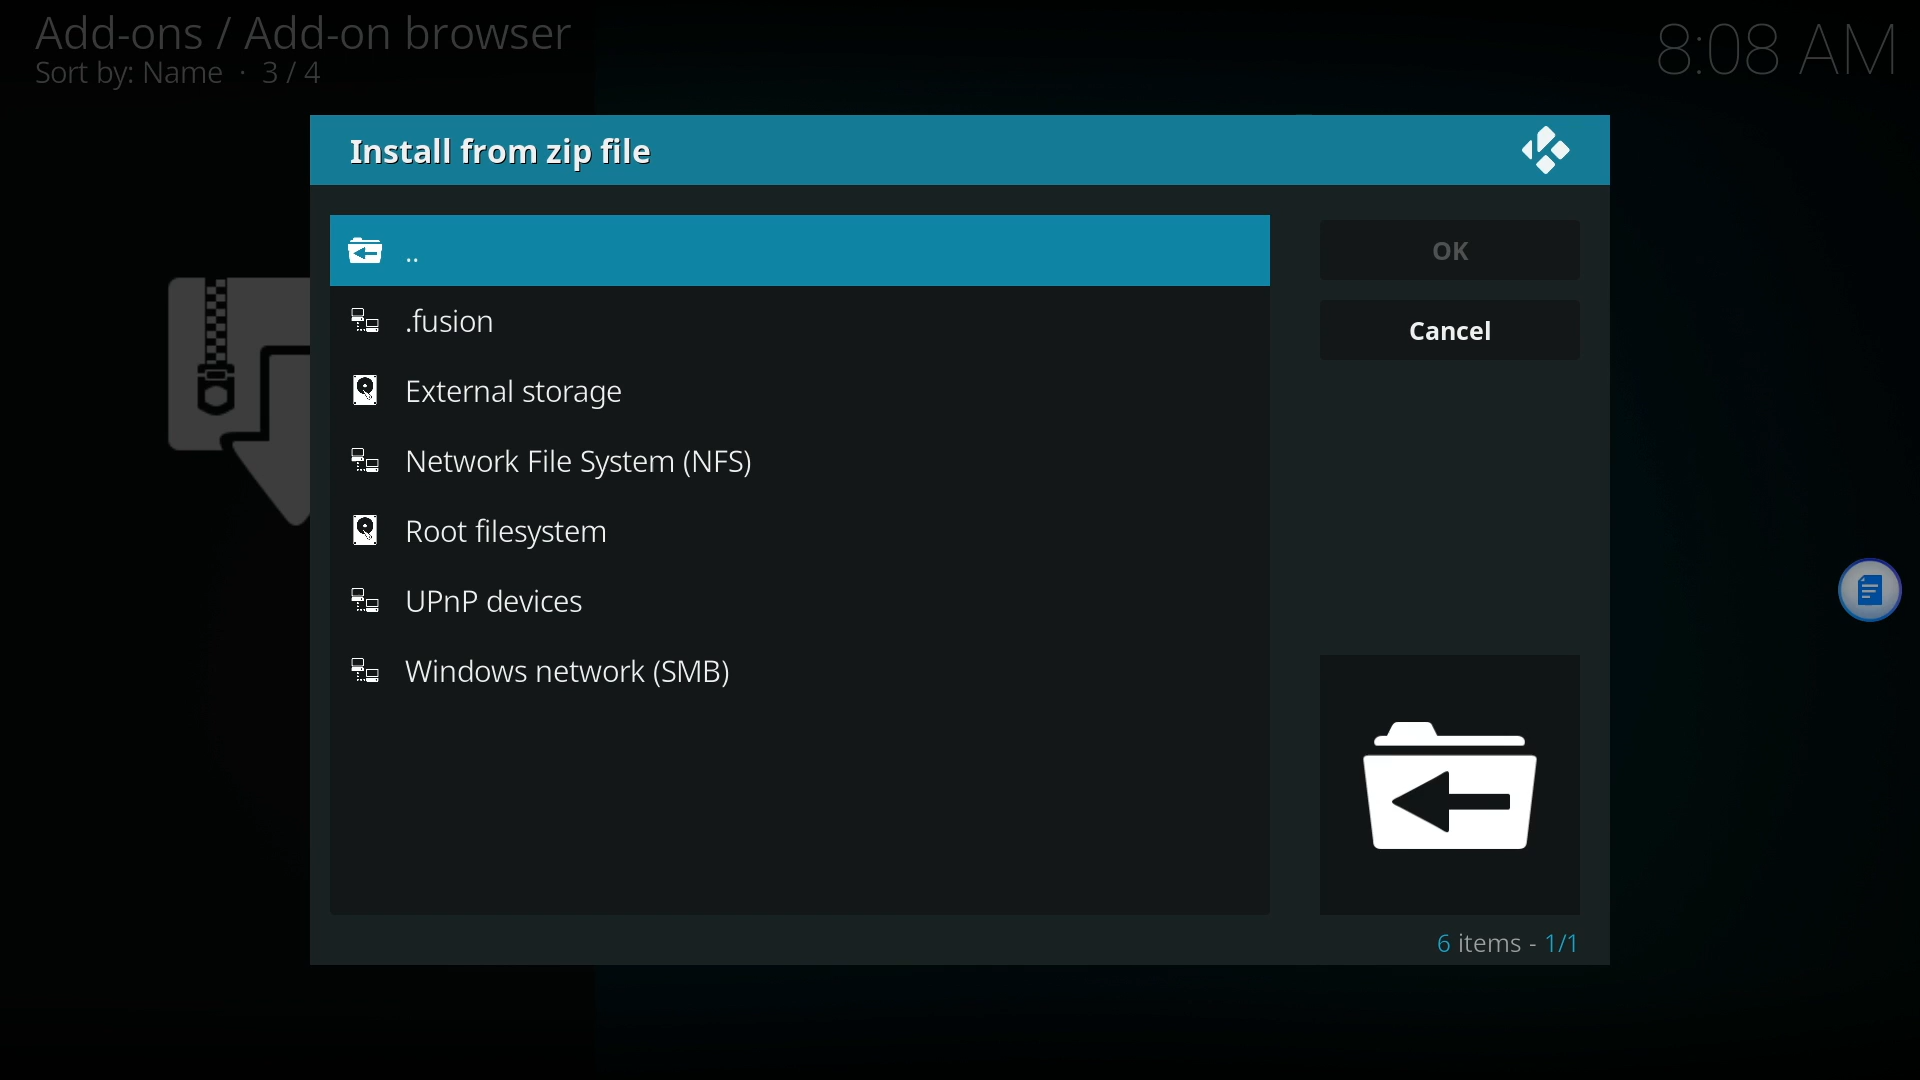 Add-ons / Add-on browser
Sort by: Name · 3 / 4
8:08 AM
Install from zip file
..
.fusion
External storage
Network File System (NFS)
Root filesystem
UPnP devices
Windows network (SMB)
OK
Cancel
6 items - 1/1